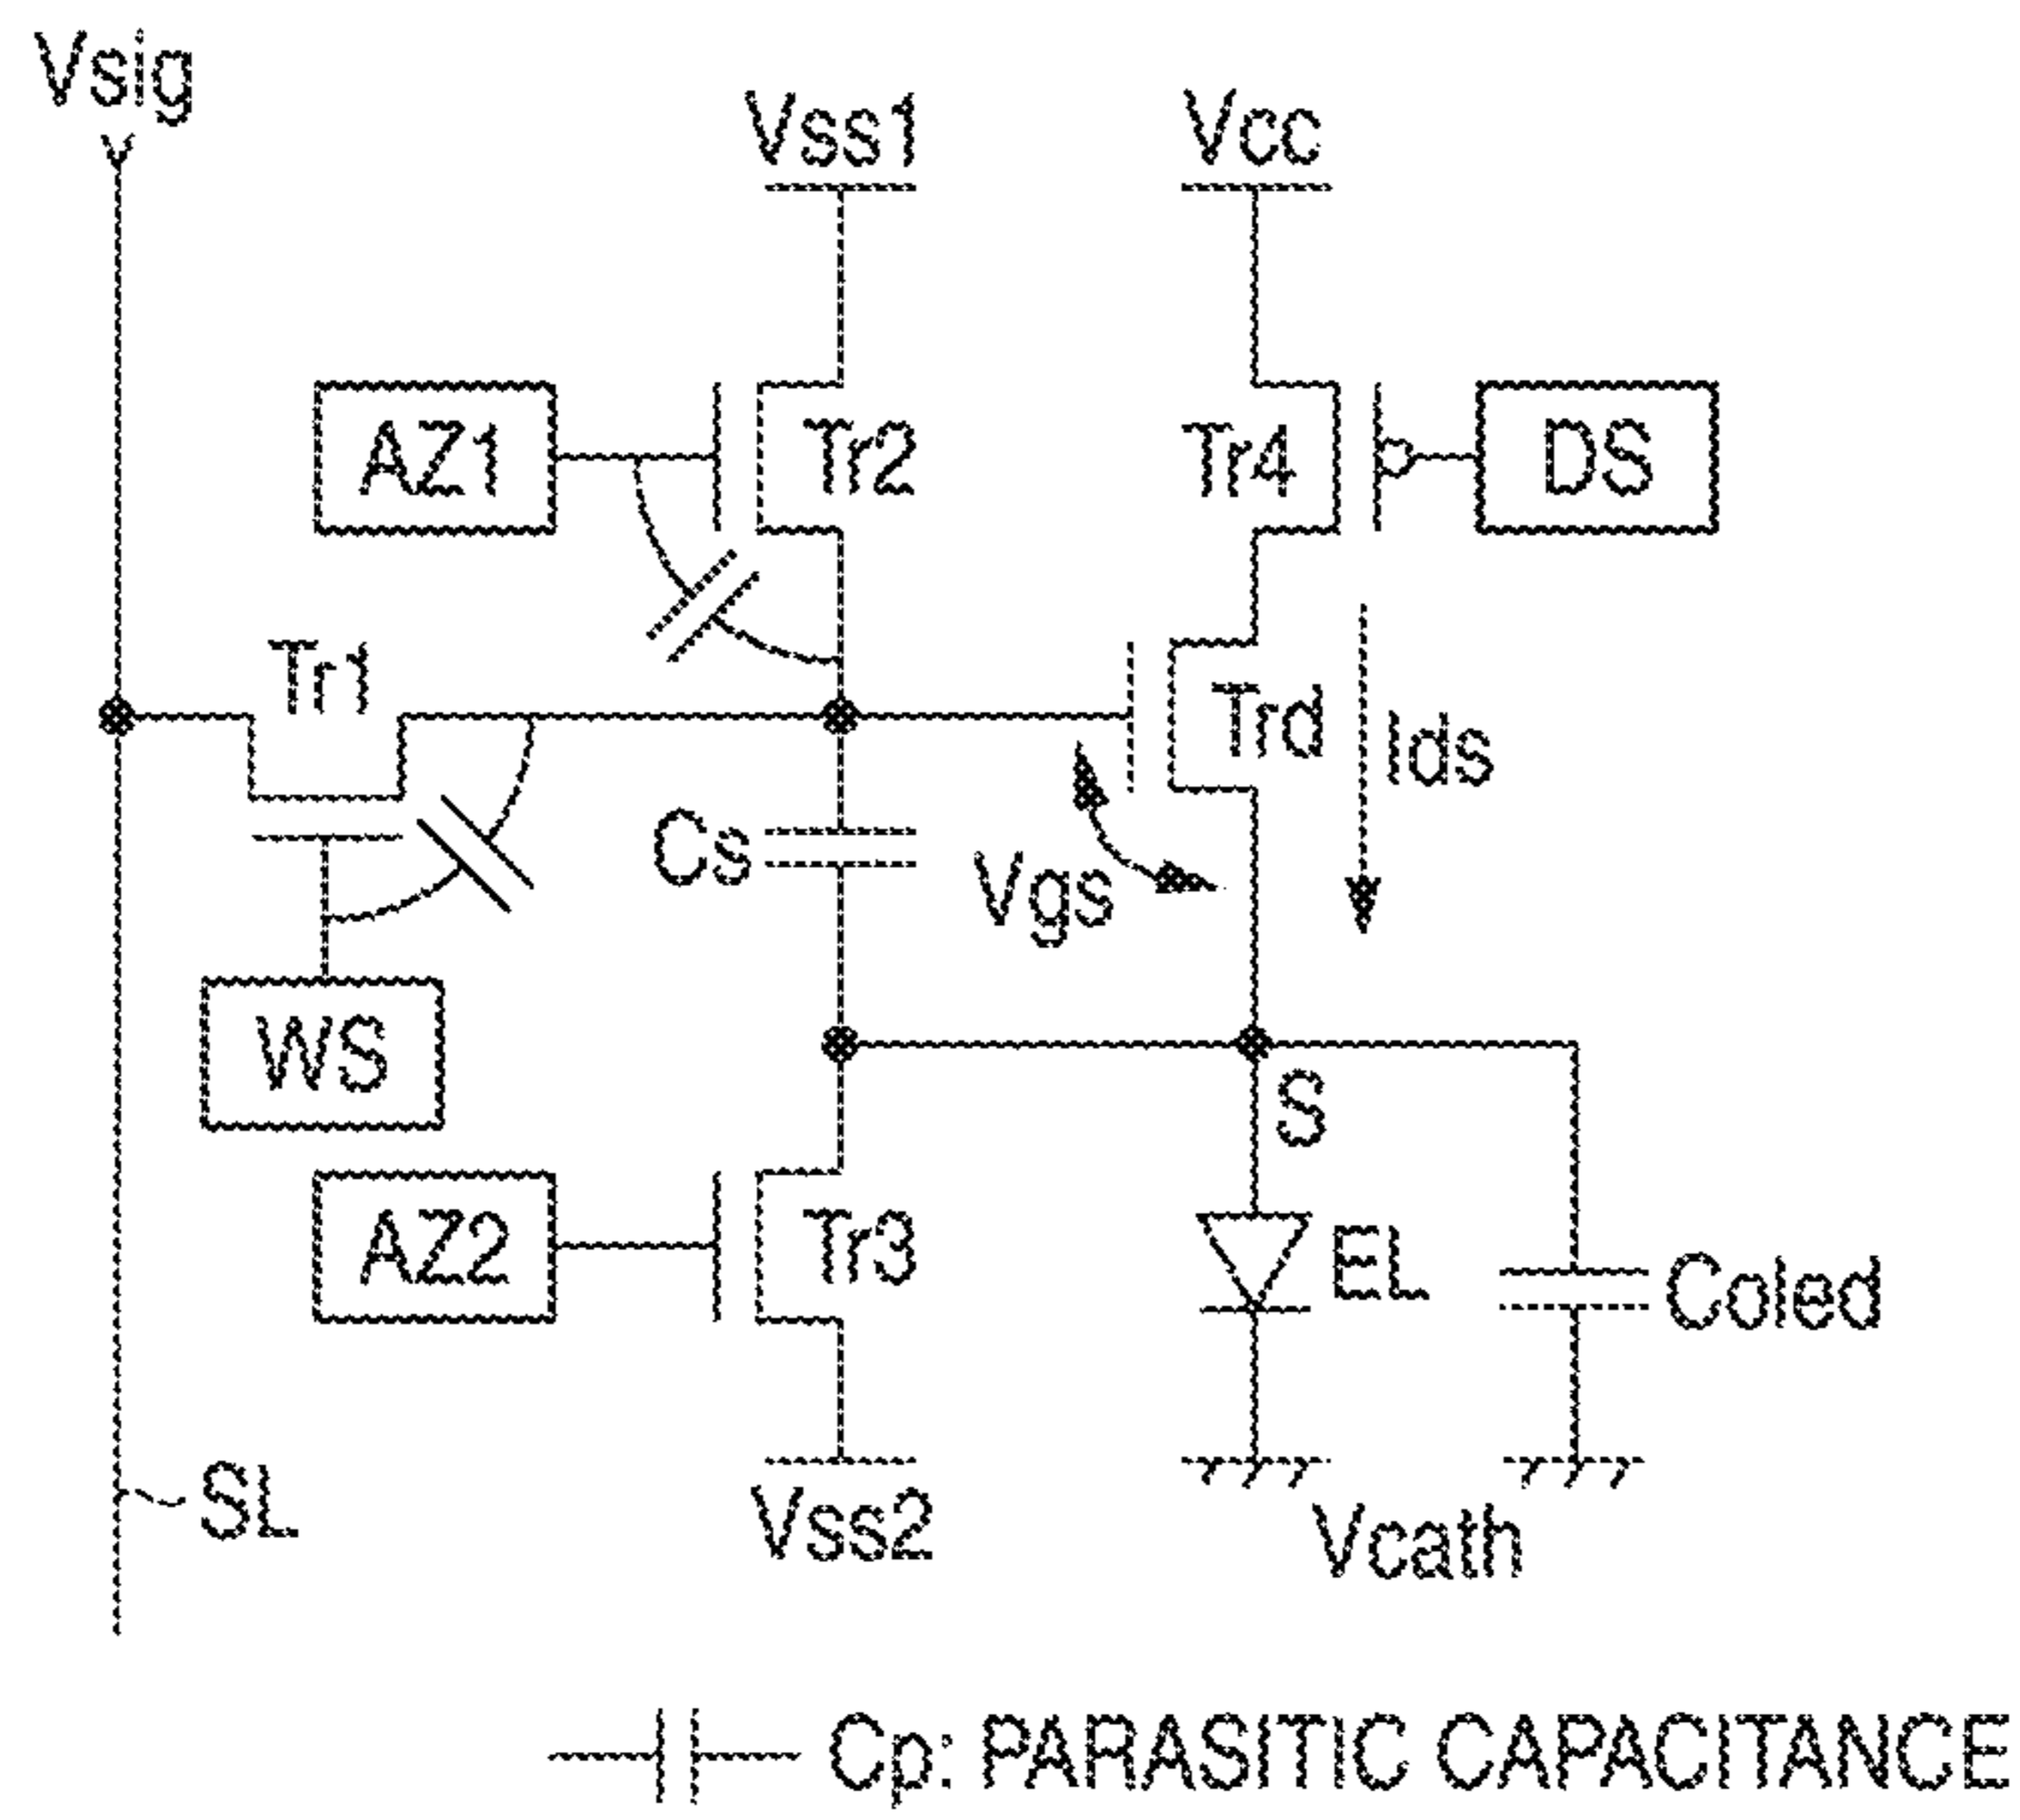 Vsig
Vss1
Vcc
AZ1
Tr2
Tr4
DS
Tr1
Trd
Ids
Cs
Vgs
WS
S
AZ2
Tr3
EL
Coled
SL
Vss2
Vcath
Cp: PARASITIC CAPACITANCE